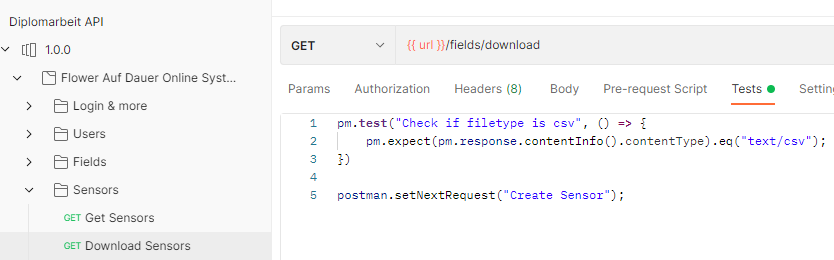 Diplomarbeit API
1.0.0
Flower Auf Dauer Online Syst...
Login & more
Users
Fields
Sensors
GET Get Sensors
GET Download Sensors
GET {{ url }}/fields/download
Params Authorization Headers (8) Body Pre-request Script Tests Settin
1 pm.test("Check if filetype is csv", () => {
2 pm.expect(pm.response.contentInfo().contentType).eq("text/csv");
3 })
4
5 postman.setNextRequest("Create Sensor");